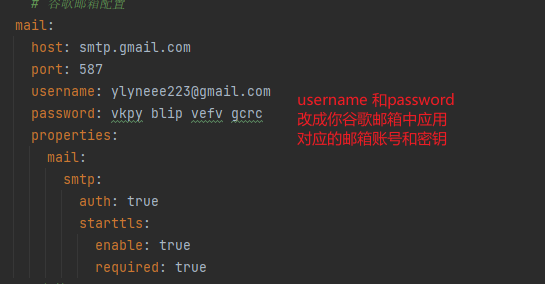 # 谷歌邮箱配置
mail:
host: smtp.gmail.com
port: 587
username: ylyneee223@gmail.com
username 和password
password: vkpy blip vefv gcrc
改成你谷歌邮箱中应用
properties:
对应的邮箱账号和密钥
mail:
smtp:
auth: true
starttls:
enable: true
required: true